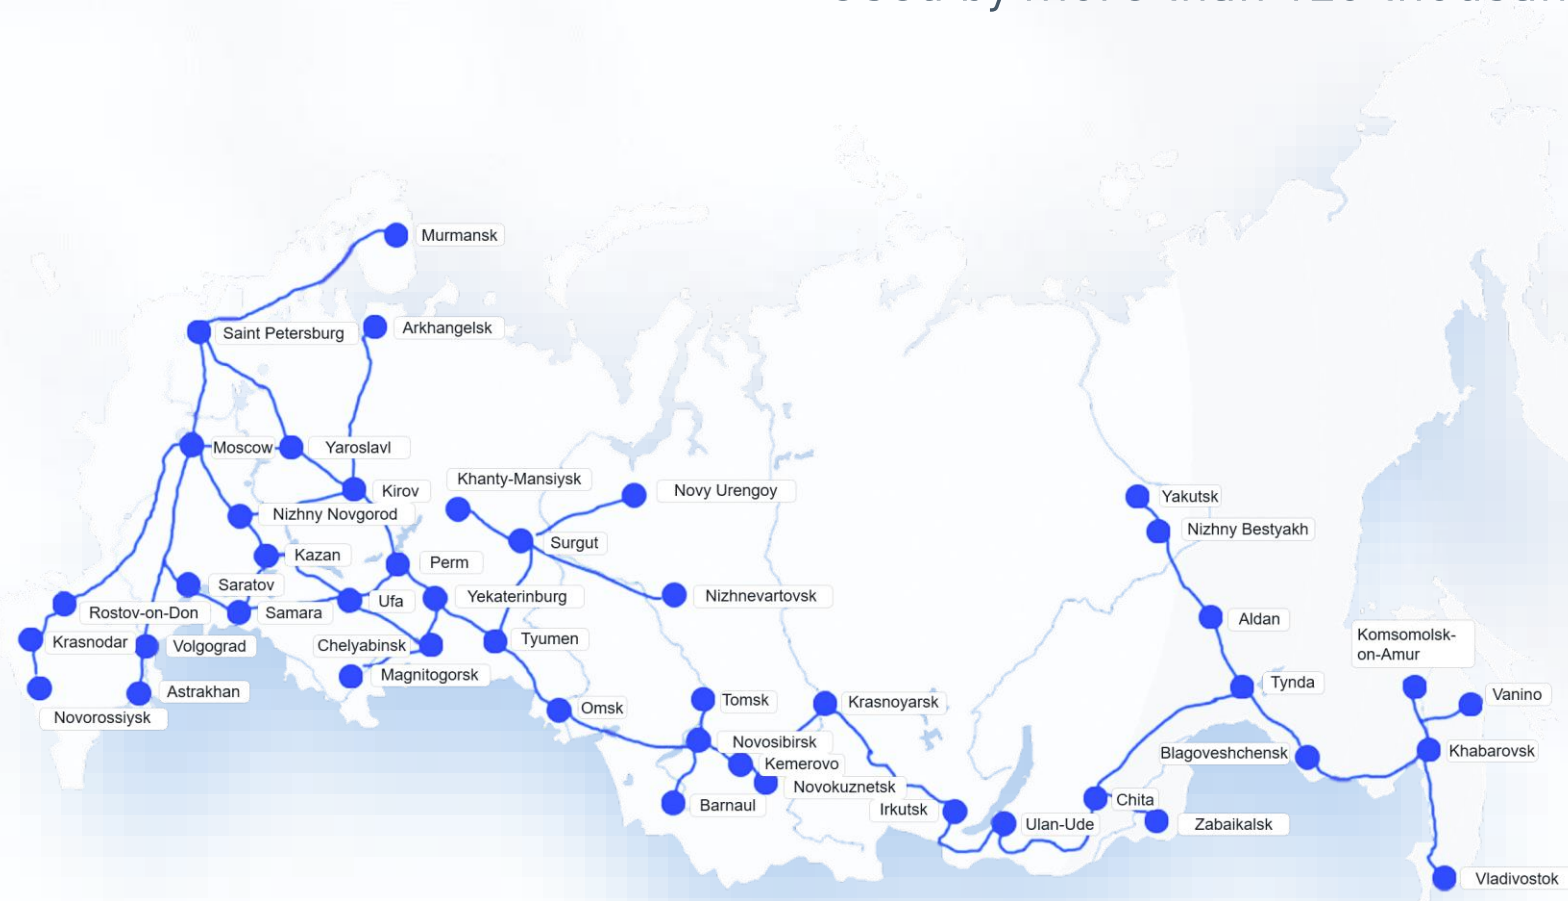 Murmansk
Saint Petersburg
Arkhangelsk
Moscow
Yaroslavl
Kirov
Khanty-Mansiysk
Novy Urengoy
Yakutsk
Nizhny Novgorod
Nizhny Bestyakh
Surgut
Kazan
Perm
Saratov
Ufa
Yekaterinburg
Nizhnevartovsk
Rostov-on-Don
Samara
Aldan
Krasnodar
Volgograd
Chelyabinsk
Tyumen
Komsomolsk-
on-Amur
Magnitogorsk
Astrakhan
Tynda
Vanino
Novorossiysk
Omsk
Tomsk
Krasnoyarsk
Novosibirsk
Blagoveshchensk
Khabarovsk
Kemerovo
Novokuznetsk
Barnaul
Irkutsk
Chita
Ulan-Ude
Zabaikalsk
Vladivostok